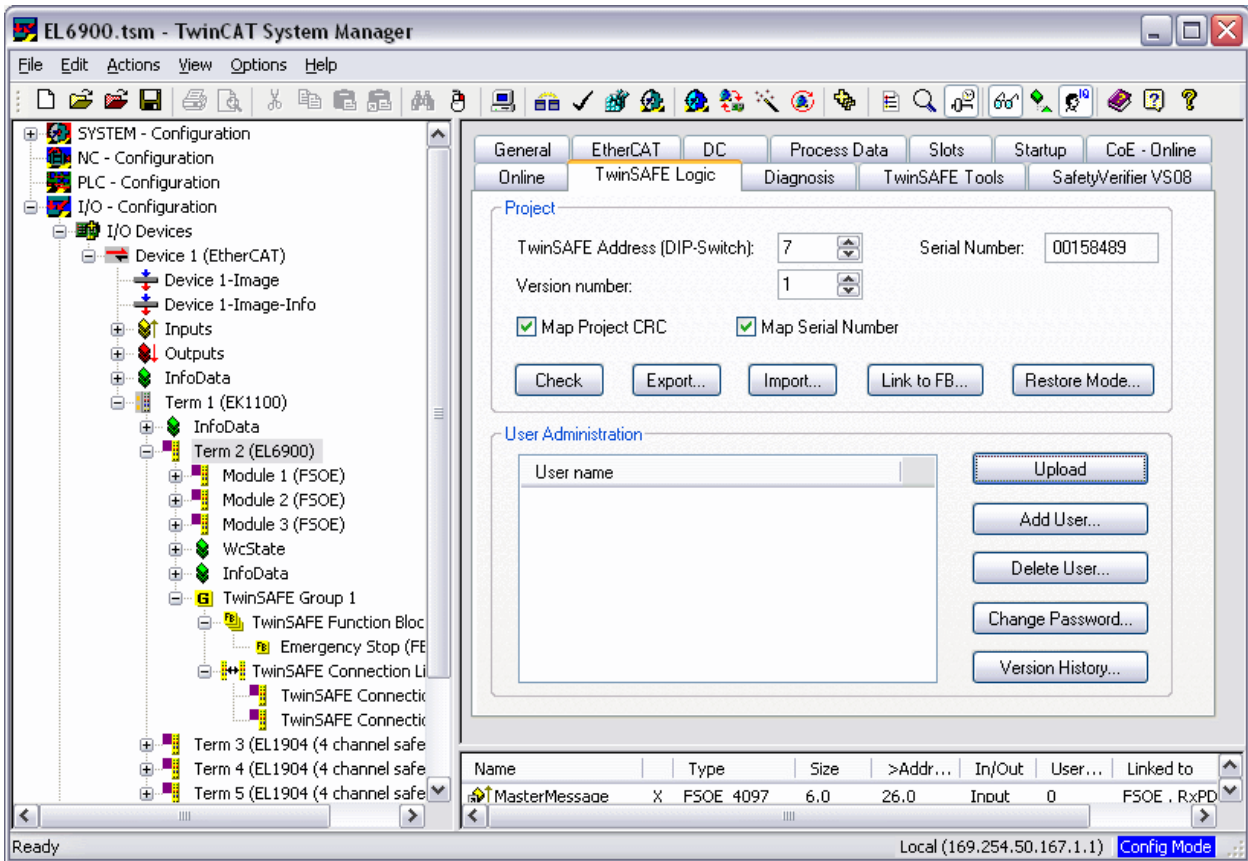 EL6900.tsm - TwinCAT System Manager
File Edit Actions View Options Help
SYSTEM - Configuration
NC - Configuration
PLC - Configuration
I/O - Configuration
I/O Devices
Device 1 (EtherCAT)
Device 1-Image
Device 1-Image-Info
Inputs
Outputs
InfoData
Term 1 (EK1100)
InfoData
Term 2 (EL6900)
Module 1 (FSOE)
Module 2 (FSOE)
Module 3 (FSOE)
WcState
InfoData
G TwinSAFE Group 1
FB TwinSAFE Function Bloc
FB Emergency Stop (FE
TwinSAFE Connection Li
TwinSAFE Connectic
TwinSAFE Connectic
Term 3 (EL1904 (4 channel safe
Term 4 (EL1904 (4 channel safe
Term 5 (EL1904 (4 channel safe
General EtherCAT DC Process Data Slots Startup CoE - Online
Online TwinSAFE Logic Diagnosis TwinSAFE Tools SafetyVerifier VS08
Project
TwinSAFE Address (DIP-Switch): 7 Serial Number: 00158489
Version number: 1
Map Project CRC Map Serial Number
Check Export... Import... Link to FB... Restore Mode...
User Administration
User name
Upload
Add User...
Delete User...
Change Password...
Version History...
Name Type Size >Addr... In/Out User... Linked to
MasterMessage X FSOE_4097 6.0 26.0 Input 0 FSOE . RxPD
Ready Local (169.254.50.167.1.1) Config Mode